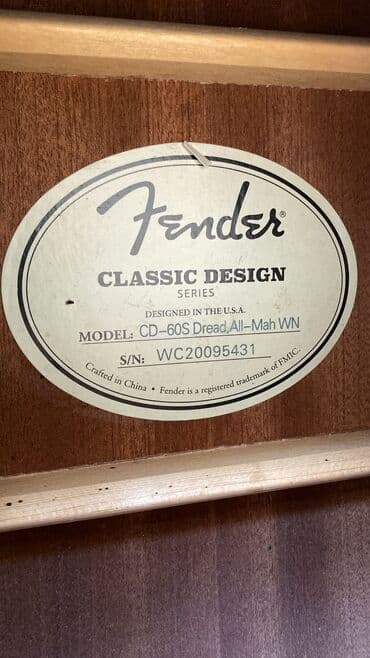 Fender®
CLASSIC DESIGN
SERIES
DESIGNED IN THE U.S.A.
MODEL: CD-60S Dread,All-Mah WN
S/N: WC20095431
Crafted in China • Fender is a registered trademark of FMIC.